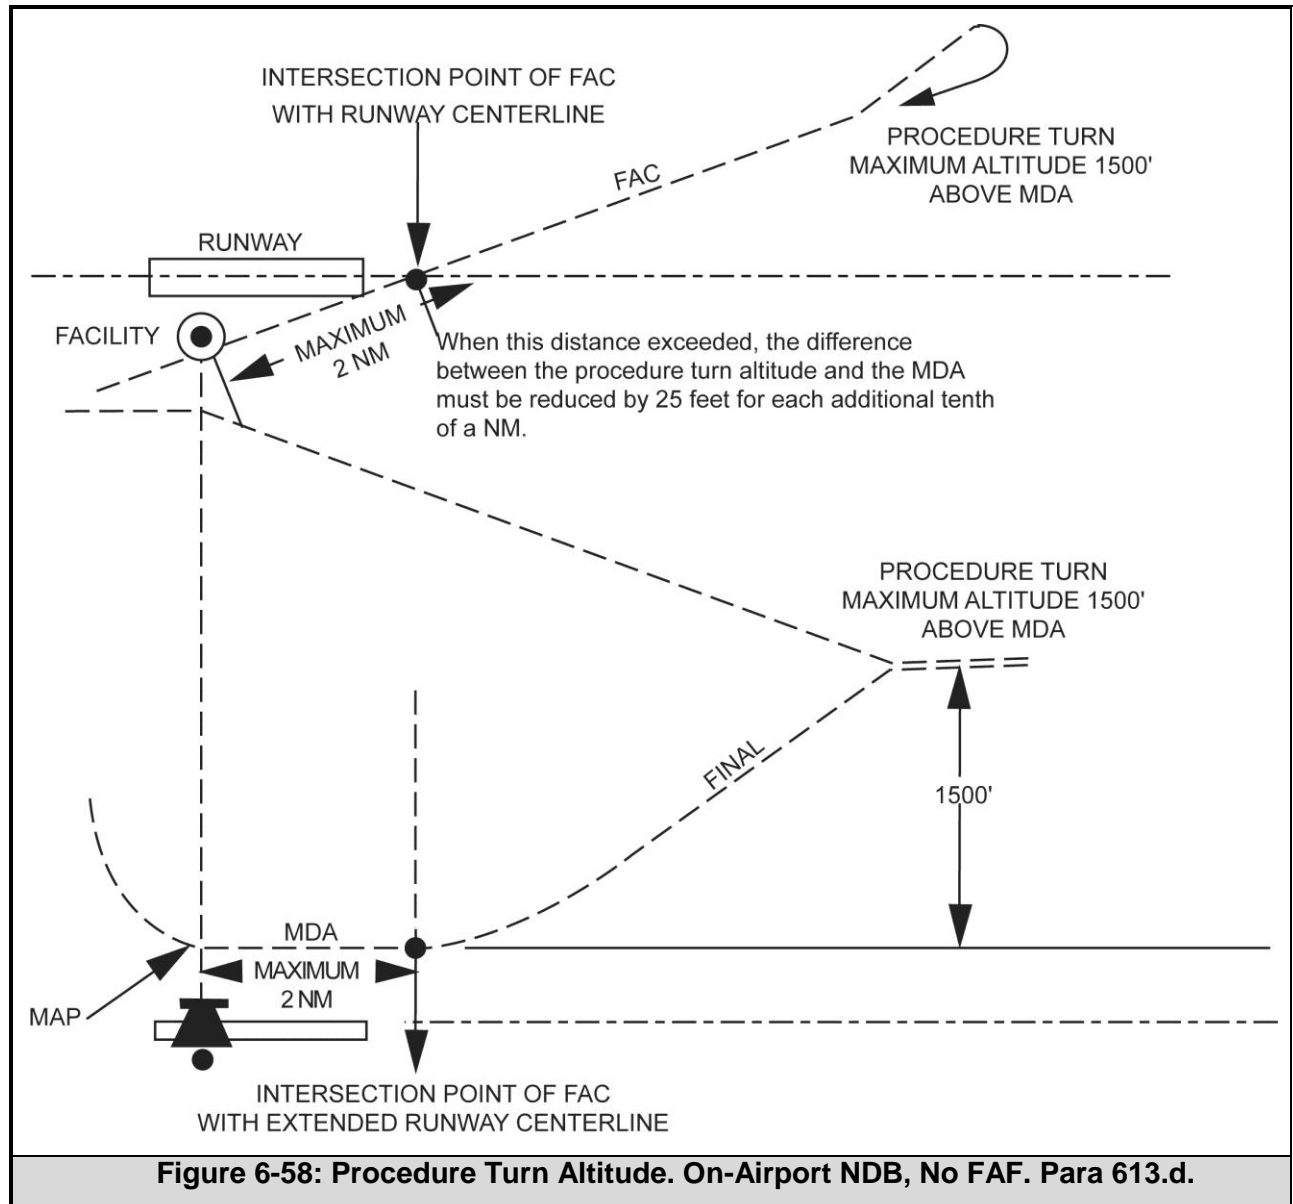 INTERSECTION POINT OF FAC
WITH RUNWAY CENTERLINE
PROCEDURE TURN
MAXIMUM ALTITUDE 1500'
ABOVE MDA
FAC
RUNWAY
FACILITY
MAXIMUM
2 NM
When this distance exceeded, the difference
between the procedure turn altitude and the MDA
must be reduced by 25 feet for each additional tenth
of a NM.
PROCEDURE TURN
MAXIMUM ALTITUDE 1500'
ABOVE MDA
FINAL
1500'
MDA
MAXIMUM
2 NM
MAP
INTERSECTION POINT OF FAC
WITH EXTENDED RUNWAY CENTERLINE
Figure 6-58: Procedure Turn Altitude. On-Airport NDB, No FAF. Para 613.d.